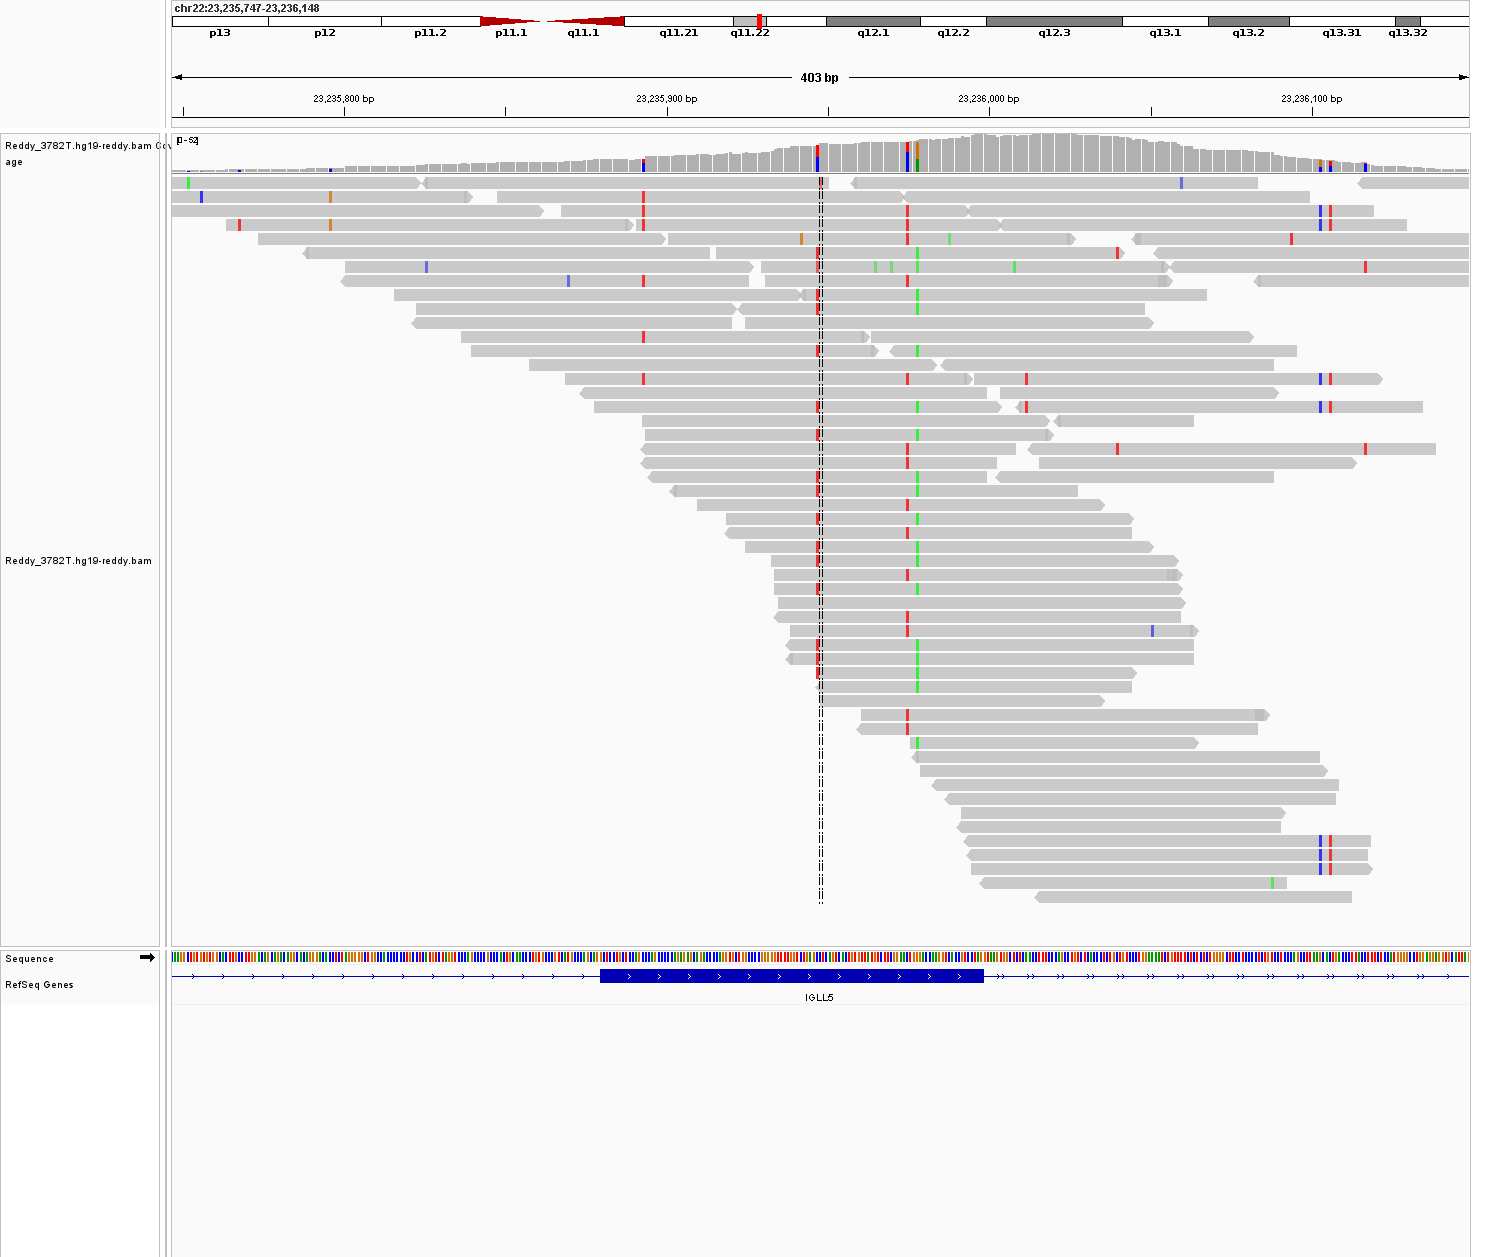 chr22:23,235,747-23,236,148
p13 p12 p11.2 p11.1 q11.1 q11.21 q11.22 q12.1 q12.2 q12.3 q13.1 q13.2 q13.31 q13.32
403 bp
23,235,800 bp 23,235,900 bp 23,236,000 bp 23,236,100 bp
[0-52]
Reddy_3782T.hg19-reddy.bam Cov
age
Reddy_3782T.hg19-reddy.bam
Sequence
RefSeq Genes
IGLL5